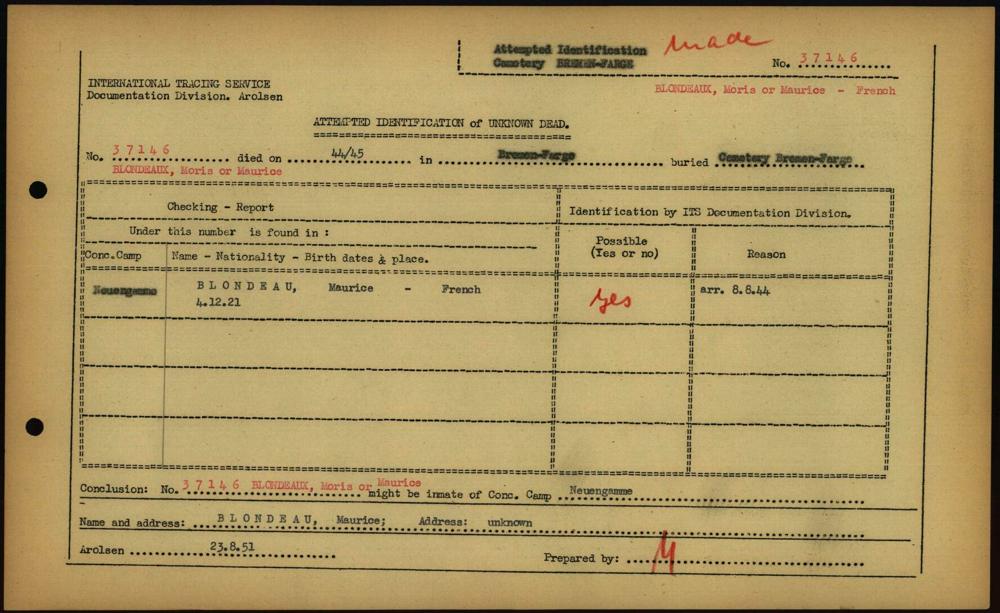 Attempted Identification made
Cemetery BREMEN-FARGE
No. 37146
INTERNATIONAL TRACING SERVICE
Documentation Division. Arolsen
BLONDEAUX, Moris or Maurice - French
ATTEMPTED IDENTIFICATION of UNKNOWN DEAD.
No. 37146 died on 44/45 in Bremen-Farge buried Cemetery Bremen-Farge
BLONDEAUX, Moris or Maurice
Checking - Report
Identification by ITS Documentation Division.
Under this number is found in :
Possible
(Yes or no)
Reason
Conc.Camp Name - Nationality - Birth dates & place.
Neuengamme BLONDEAU, Maurice - French
4.12.21
yes
arr. 8.8.44
Conclusion: No. 37146 BLONDEAUX, Moris or Maurice might be inmate of Conc. Camp Neuengamme
Name and address: BLONDEAU, Maurice; Address: unknown
Arolsen 23.8.51
Prepared by: